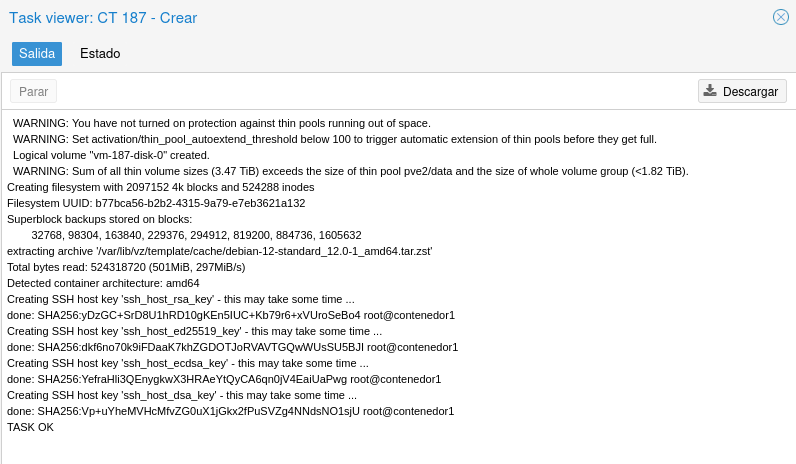 Task viewer: CT 187 - Crear
Salida Estado
Parar Descargar
WARNING: You have not turned on protection against thin pools running out of space.
WARNING: Set activation/thin_pool_autoextend_threshold below 100 to trigger automatic extension of thin pools before they get full.
Logical volume "vm-187-disk-0" created.
WARNING: Sum of all thin volume sizes (3.47 TiB) exceeds the size of thin pool pve2/data and the size of whole volume group (<1.82 TiB).
Creating filesystem with 2097152 4k blocks and 524288 inodes
Filesystem UUID: b77bca56-b2b2-4315-9a79-e7eb3621a132
Superblock backups stored on blocks:
32768, 98304, 163840, 229376, 294912, 819200, 884736, 1605632
extracting archive '/var/lib/vz/template/cache/debian-12-standard_12.0-1_amd64.tar.zst'
Total bytes read: 524318720 (501MiB, 297MiB/s)
Detected container architecture: amd64
Creating SSH host key 'ssh_host_rsa_key' - this may take some time ...
done: SHA256:yDzGC+SrD8U1hRD10gKEn5IUC+Kb79r6+xVUroSeBo4 root@contenedor1
Creating SSH host key 'ssh_host_ed25519_key' - this may take some time ...
done: SHA256:dkf6no70k9iFDaaK7khZGDOTJoRVAVTGQwWUsSU5BJI root@contenedor1
Creating SSH host key 'ssh_host_ecdsa_key' - this may take some time ...
done: SHA256:YefraHli3QEnygkwX3HRAeYtQyCA6qn0jV4EaiUaPwg root@contenedor1
Creating SSH host key 'ssh_host_dsa_key' - this may take some time ...
done: SHA256:Vp+uYheMVHcMfvZG0uX1jGkx2fPuSVZg4NNdsNO1sjU root@contenedor1
TASK OK